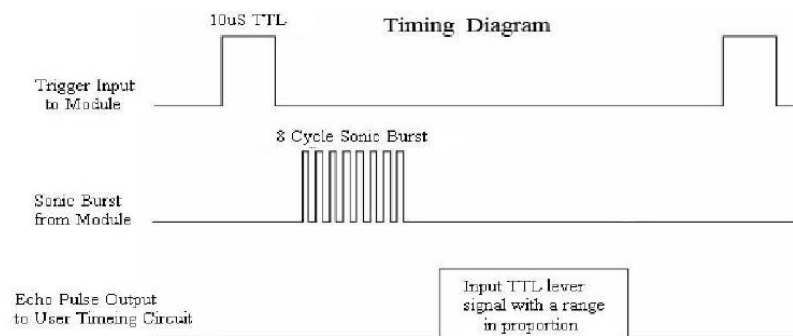 10uS TTL
Timing Diagram
Trigger Input
to Module
8 Cycle Sonic Burst
Sonic Burst
from Module
Echo Pulse Output
to User Timeing Circuit
Input TTL lever
signal with a range
in proportion